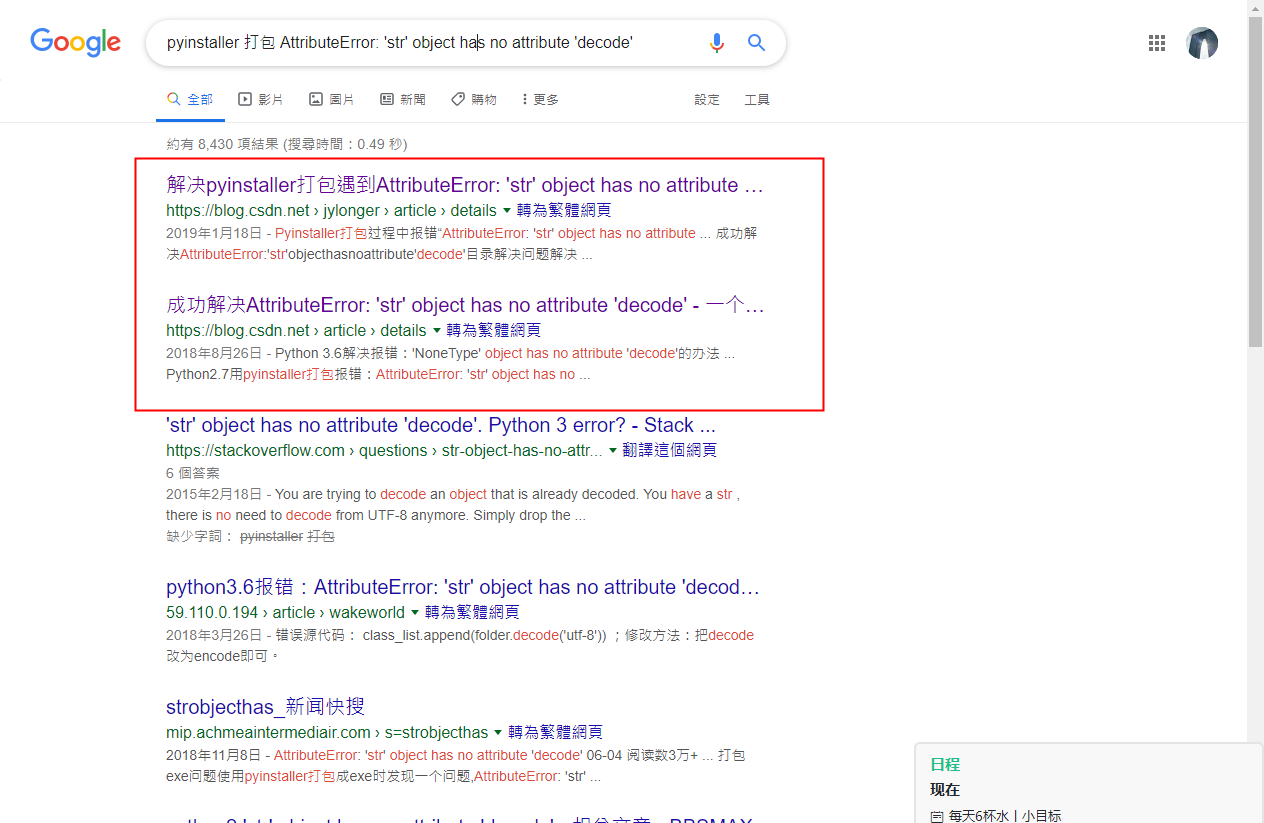 Google
pyinstaller 打包 AttributeError: 'str' object has no attribute 'decode'
全部 影片 圖片 新聞 購物 更多 設定 工具
約有 8,430 項結果 (搜尋時間：0.49 秒)
解决pyinstaller打包遇到AttributeError: 'str' object has no attribute ...
https://blog.csdn.net › jylonger › article › details 轉為繁體網頁
2019年1月18日 - Pyinstaller打包过程中报错“AttributeError: 'str' object has no attribute ... 成功解
决AttributeError:'str'objecthasnoattribute'decode'目录解决问题解决 ...
成功解决AttributeError: 'str' object has no attribute 'decode' - 一个...
https://blog.csdn.net › article › details 轉為繁體網頁
2018年8月26日 - Python 3.6解决报错：'NoneType' object has no attribute 'decode'的办法 ...
Python2.7用pyinstaller打包报错：AttributeError: 'str' object has no ...
'str' object has no attribute 'decode'. Python 3 error? - Stack ...
https://stackoverflow.com › questions › str-object-has-no-attr... 翻譯這個網頁
6 個答案
2015年2月18日 - You are trying to decode an object that is already decoded. You have a str ,
there is no need to decode from UTF-8 anymore. Simply drop the ...
缺少字詞： pyinstaller 打包
python3.6报错：AttributeError: 'str' object has no attribute 'decod...
59.110.0.194 › article › wakeworld 轉為繁體網頁
2018年3月26日 - 错误源代码： class_list.append(folder.decode('utf-8')) ；修改方法：把decode
改为encode即可。
strobjecthas_新闻快搜
mip.achmeaintermediair.com › s=strobjecthas 轉為繁體網頁
2018年11月8日 - AttributeError: 'str' object has no attribute 'decode' 06-04 阅读数3万+ ... 打包
exe问题使用pyinstaller打包成exe时发现一个问题,AttributeError: 'str' ...
日程
现在
每天6杯水 | 小目标